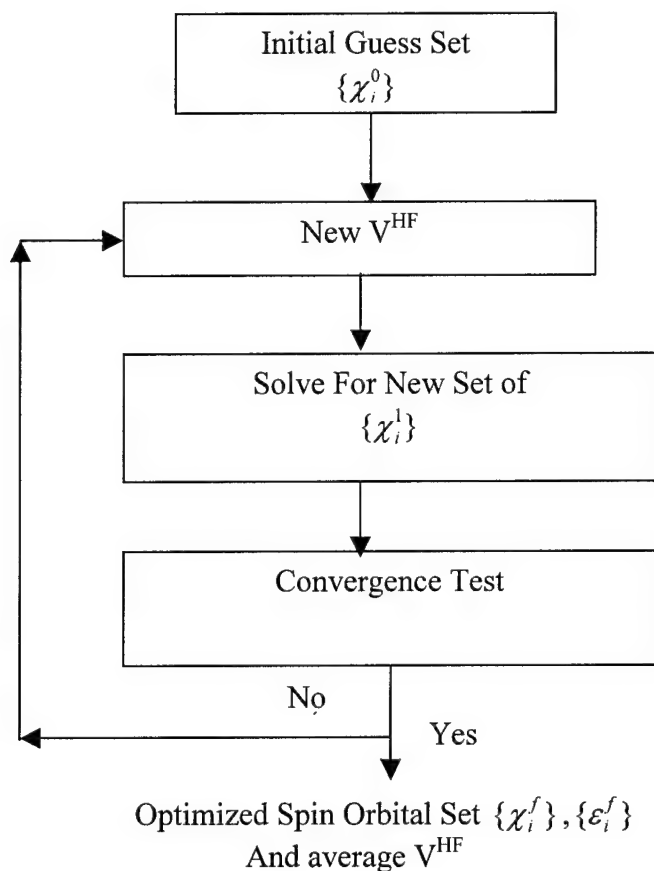 Initial Guess Set
{χ_i^0}
New V^HF
Solve For New Set of
{χ_i^1}
Convergence Test
No
Yes
Optimized Spin Orbital Set {χ_i^f}, {ε_i^f}
And average V^HF